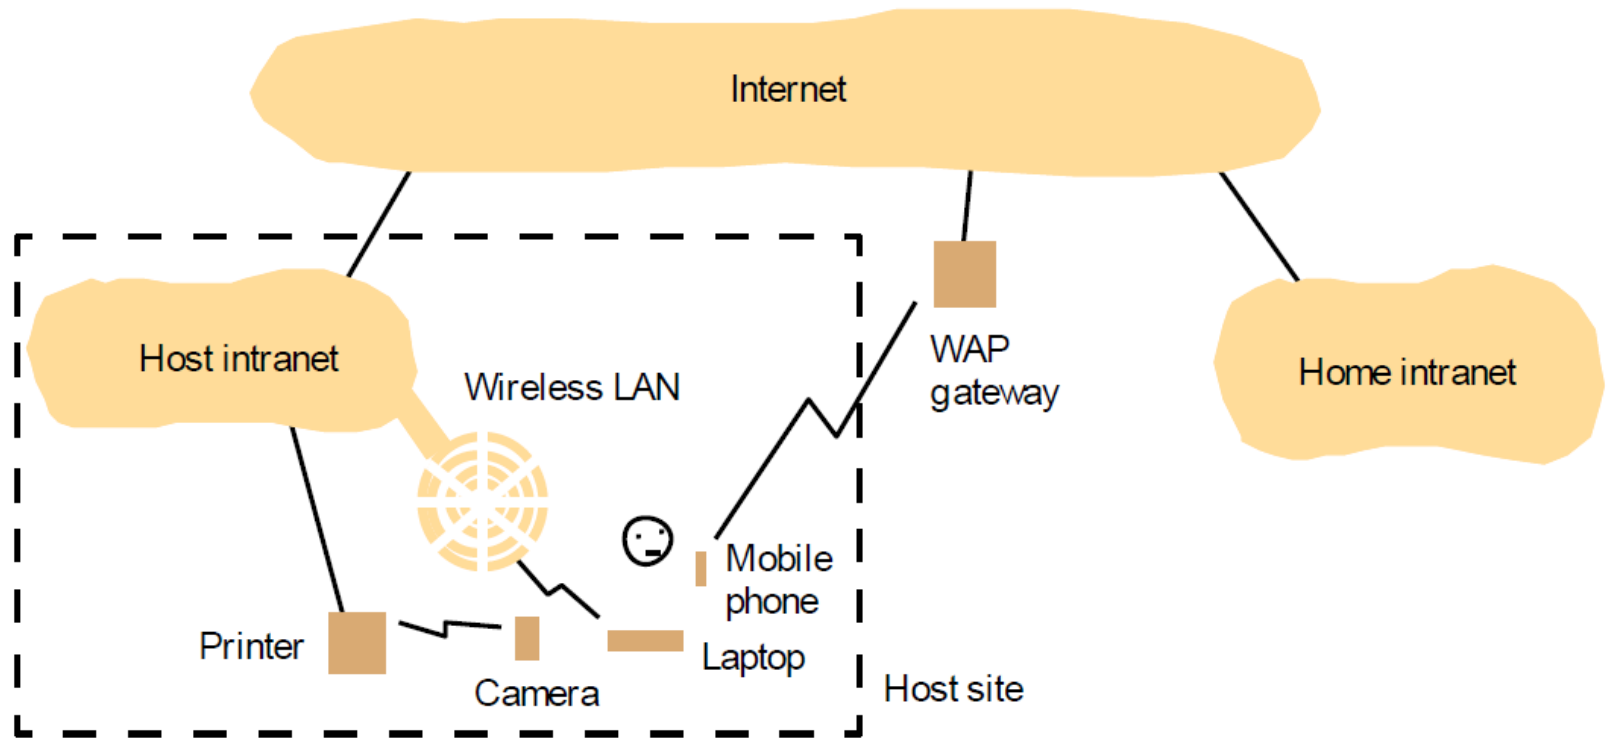 Internet
Host intranet
Wireless LAN
WAP
gateway
Home intranet
Mobile
phone
Printer
Laptop
Camera
Host site